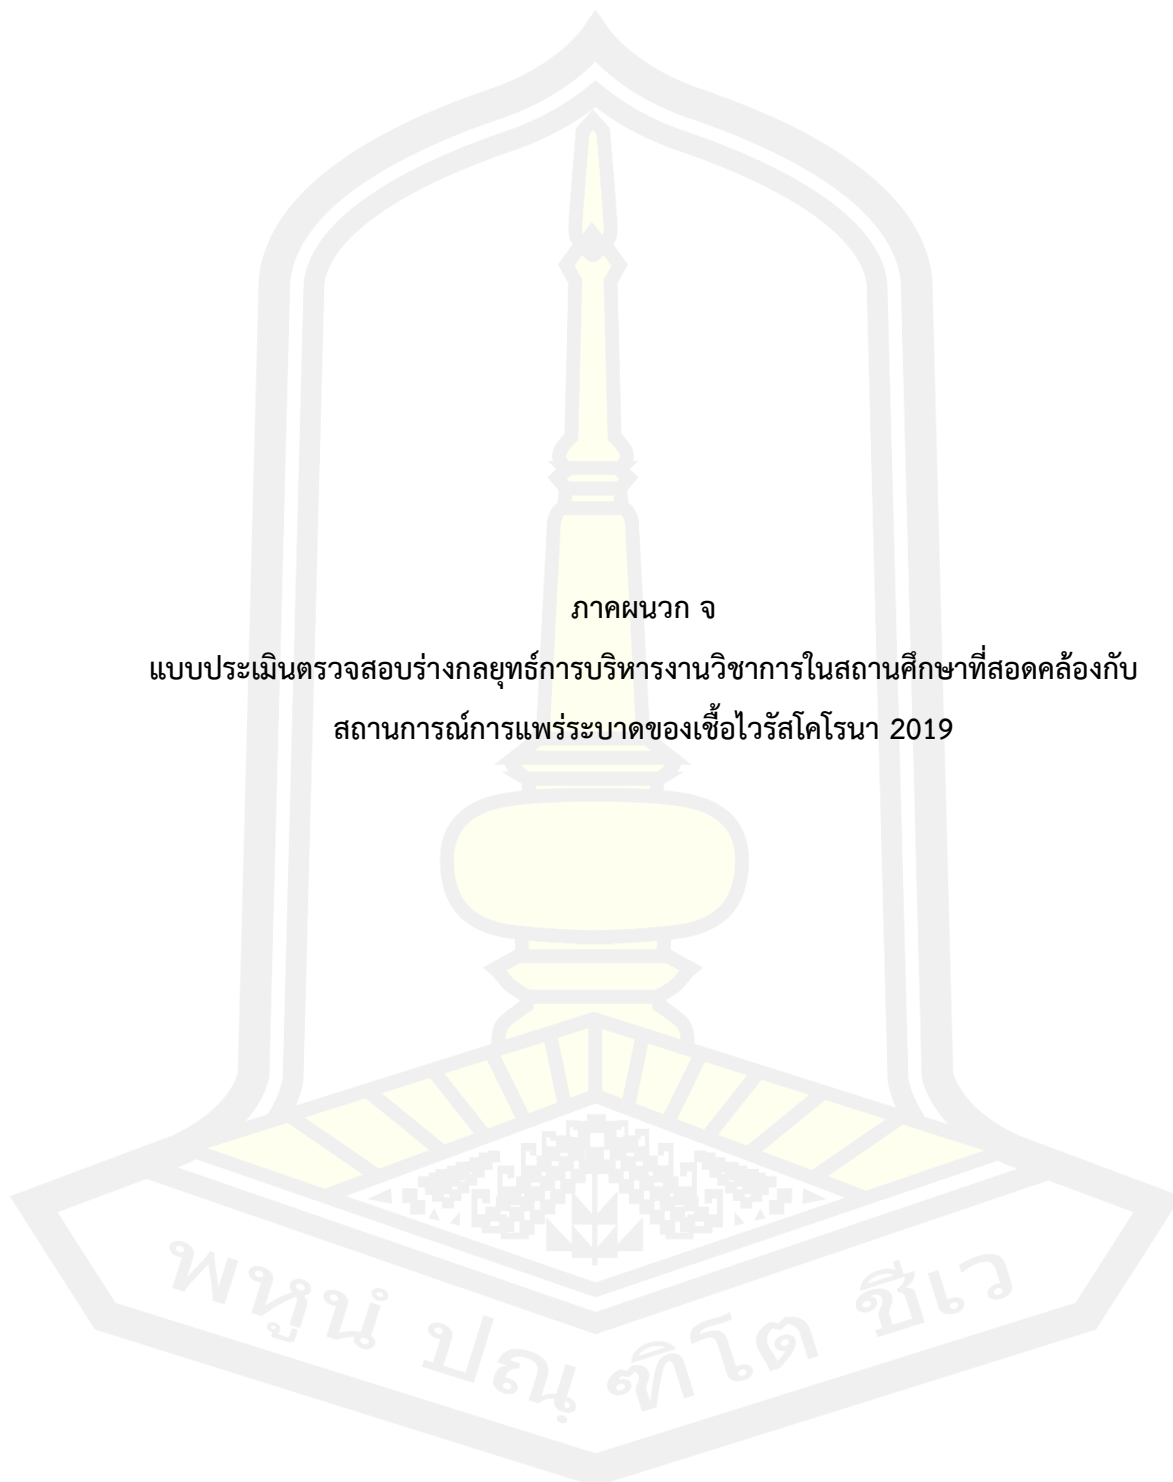 ภาคผนวก จ
แบบประเมินตรวจสอบร่างกลยุทธ์การบริหารงานวิชาการในสถานศึกษาที่สอดคล้องกับ
สถานการณ์การแพร่ระบาดของเชื้อไวรัสโคโรนา 2019
พหูนํ ปณฺฑิโต ชีเว